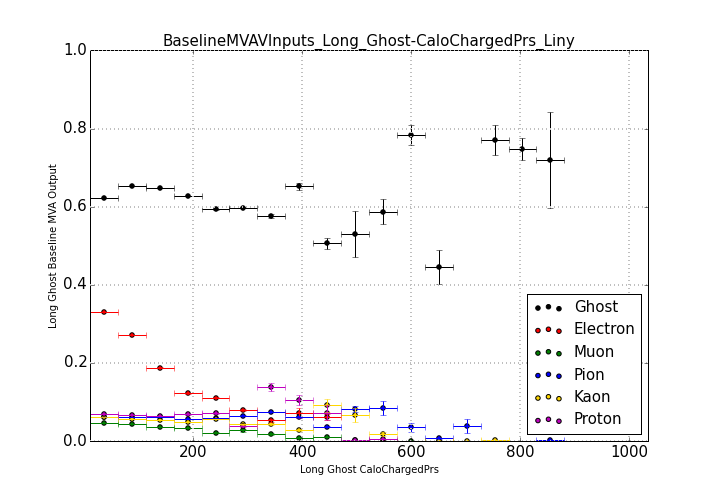 BaselineMVAVInputs_Long_Ghost-CaloChargedPrs_Liny
1.0
0.8
0.6
0.4
0.2
0.0
Long Ghost Baseline MVA Output
200
400
600
800
1000
Long Ghost CaloChargedPrs
Ghost
Electron
Muon
Pion
Kaon
Proton